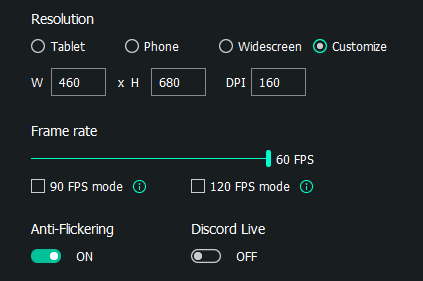 Resolution
Tablet Phone Widescreen Customize
W 460 x H 680 DPI 160
Frame rate
60 FPS
90 FPS mode 120 FPS mode
Anti-Flickering Discord Live
ON OFF